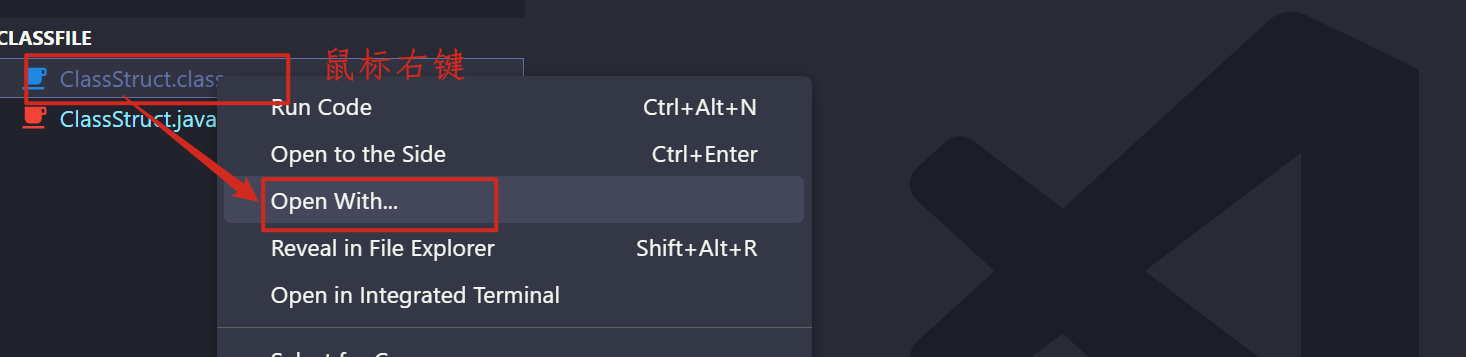 CLASSFILE
鼠标右键
ClassStruct.class
ClassStruct.java
Run Code Ctrl+Alt+N
Open to the Side Ctrl+Enter
Open With...
Reveal in File Explorer Shift+Alt+R
Open in Integrated Terminal